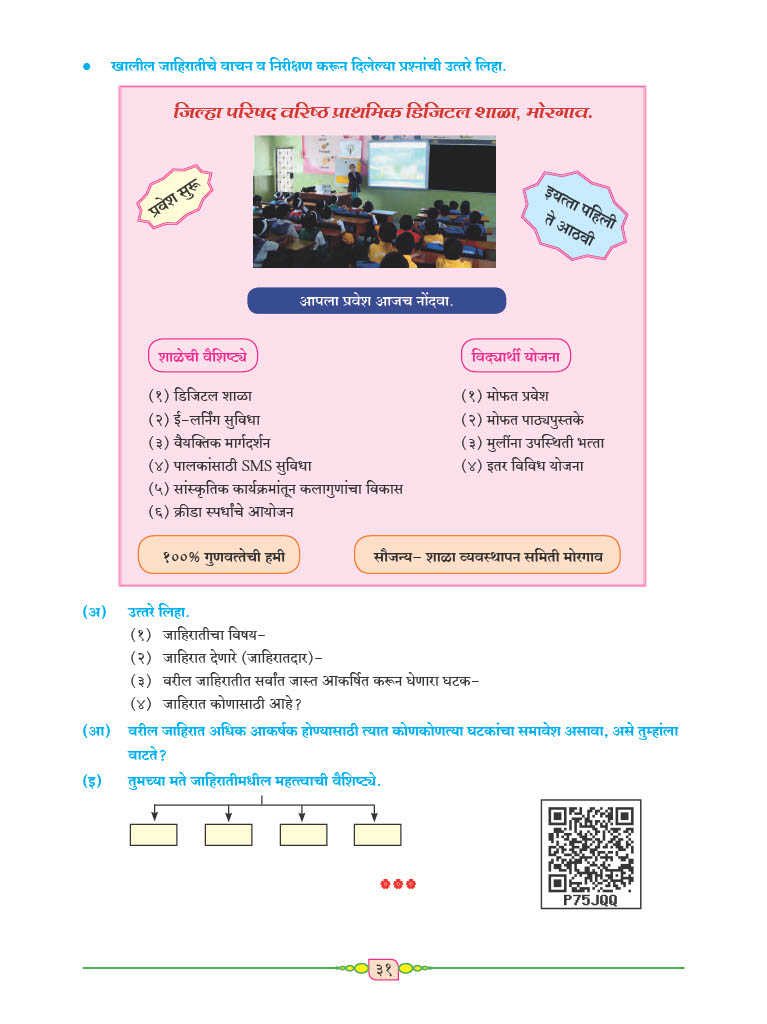 ● खालील जाहिरातीचे वाचन व निरीक्षण करून दिलेल्या प्रश्नांची उत्तरे लिहा.
जिल्हा परिषद वरिष्ठ प्राथमिक डिजिटल शाळा, मोरगाव.
प्रवेश सुरू
इयत्ता पहिली
ते आठवी
आपला प्रवेश आजच नोंदवा.
शाळेची वैशिष्ट्ये
(१) डिजिटल शाळा
(२) ई-लर्निंग सुविधा
(३) वैयक्तिक मार्गदर्शन
(४) पालकांसाठी SMS सुविधा
(५) सांस्कृतिक कार्यक्रमांतून कलागुणांचा विकास
(६) क्रीडा स्पर्धांचे आयोजन
विद्यार्थी योजना
(१) मोफत प्रवेश
(२) मोफत पाठ्यपुस्तके
(३) मुलींना उपस्थिती भत्ता
(४) इतर विविध योजना
१००% गुणवत्तेची हमी
सौजन्य- शाळा व्यवस्थापन समिती मोरगाव
(अ) उत्तरे लिहा.
(१) जाहिरातीचा विषय-
(२) जाहिरात देणारे (जाहिरातदार)-
(३) वरील जाहिरातीत सर्वांत जास्त आकर्षित करून घेणारा घटक-
(४) जाहिरात कोणासाठी आहे?
(आ) वरील जाहिरात अधिक आकर्षक होण्यासाठी त्यात कोणकोणत्या घटकांचा समावेश असावा, असे तुम्हांला
वाटते?
(इ) तुमच्या मते जाहिरातीमधील महत्त्वाची वैशिष्ट्ये.
P75JQQ
३१